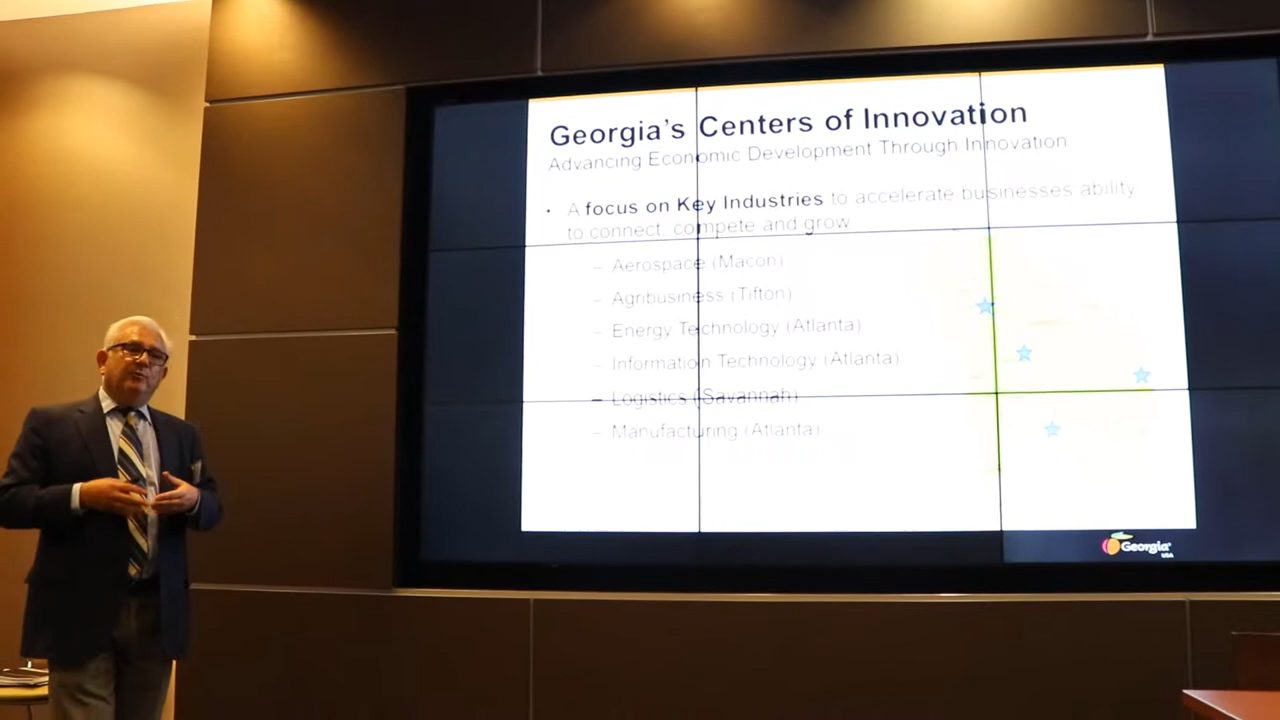 Georgia's Centers of Innovation
Advancing Economic Development Through Innovation
• A focus on Key Industries to accelerate businesses ability
to connect, compete and grow
– Aerospace (Macon)
– Agribusiness (Tifton)
– Energy Technology (Atlanta)
– Information Technology (Atlanta)
– Logistics (Savannah)
– Manufacturing (Atlanta)
Georgia
USA